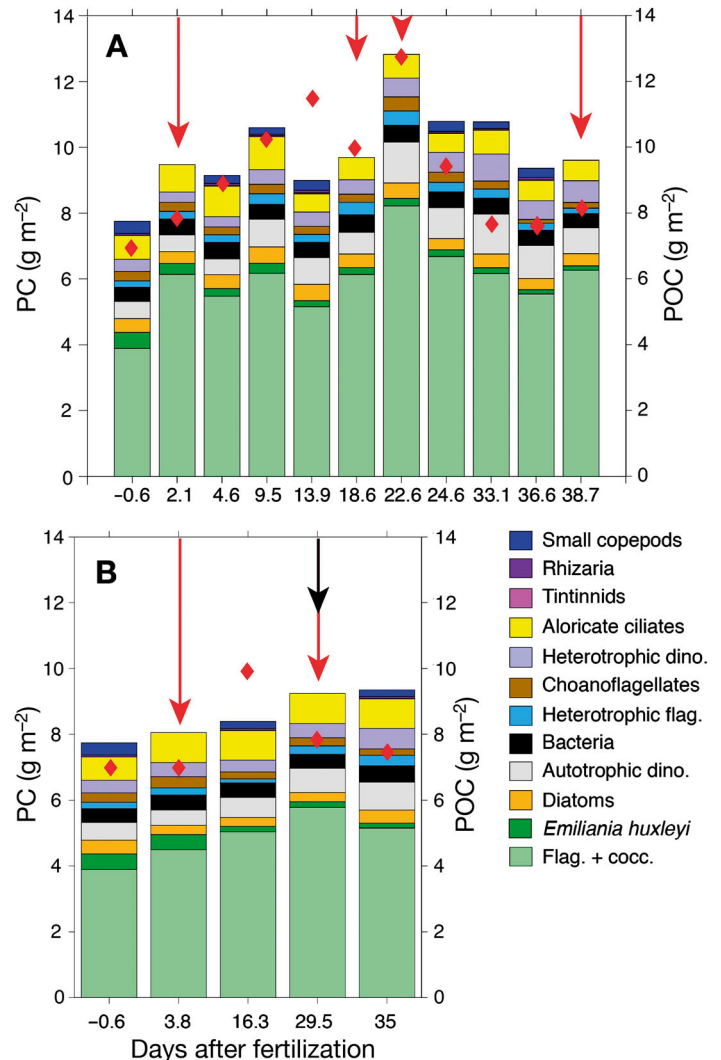 A
14
12
10
8
6
4
2
0
PC (g m⁻²)
14
12
10
8
6
4
2
0
POC (g m⁻²)
−0.6 2.1 4.6 9.5 13.9 18.6 22.6 24.6 33.1 36.6 38.7
B
14
12
10
8
6
4
2
0
PC (g m⁻²)
14
12
10
8
6
4
2
0
POC (g m⁻²)
−0.6 3.8 16.3 29.5 35
Days after fertilization
Small copepods
Rhizaria
Tintinnids
Aloricate ciliates
Heterotrophic dino.
Choanoflagellates
Heterotrophic flag.
Bacteria
Autotrophic dino.
Diatoms
Emiliania huxleyi
Flag. + cocc.